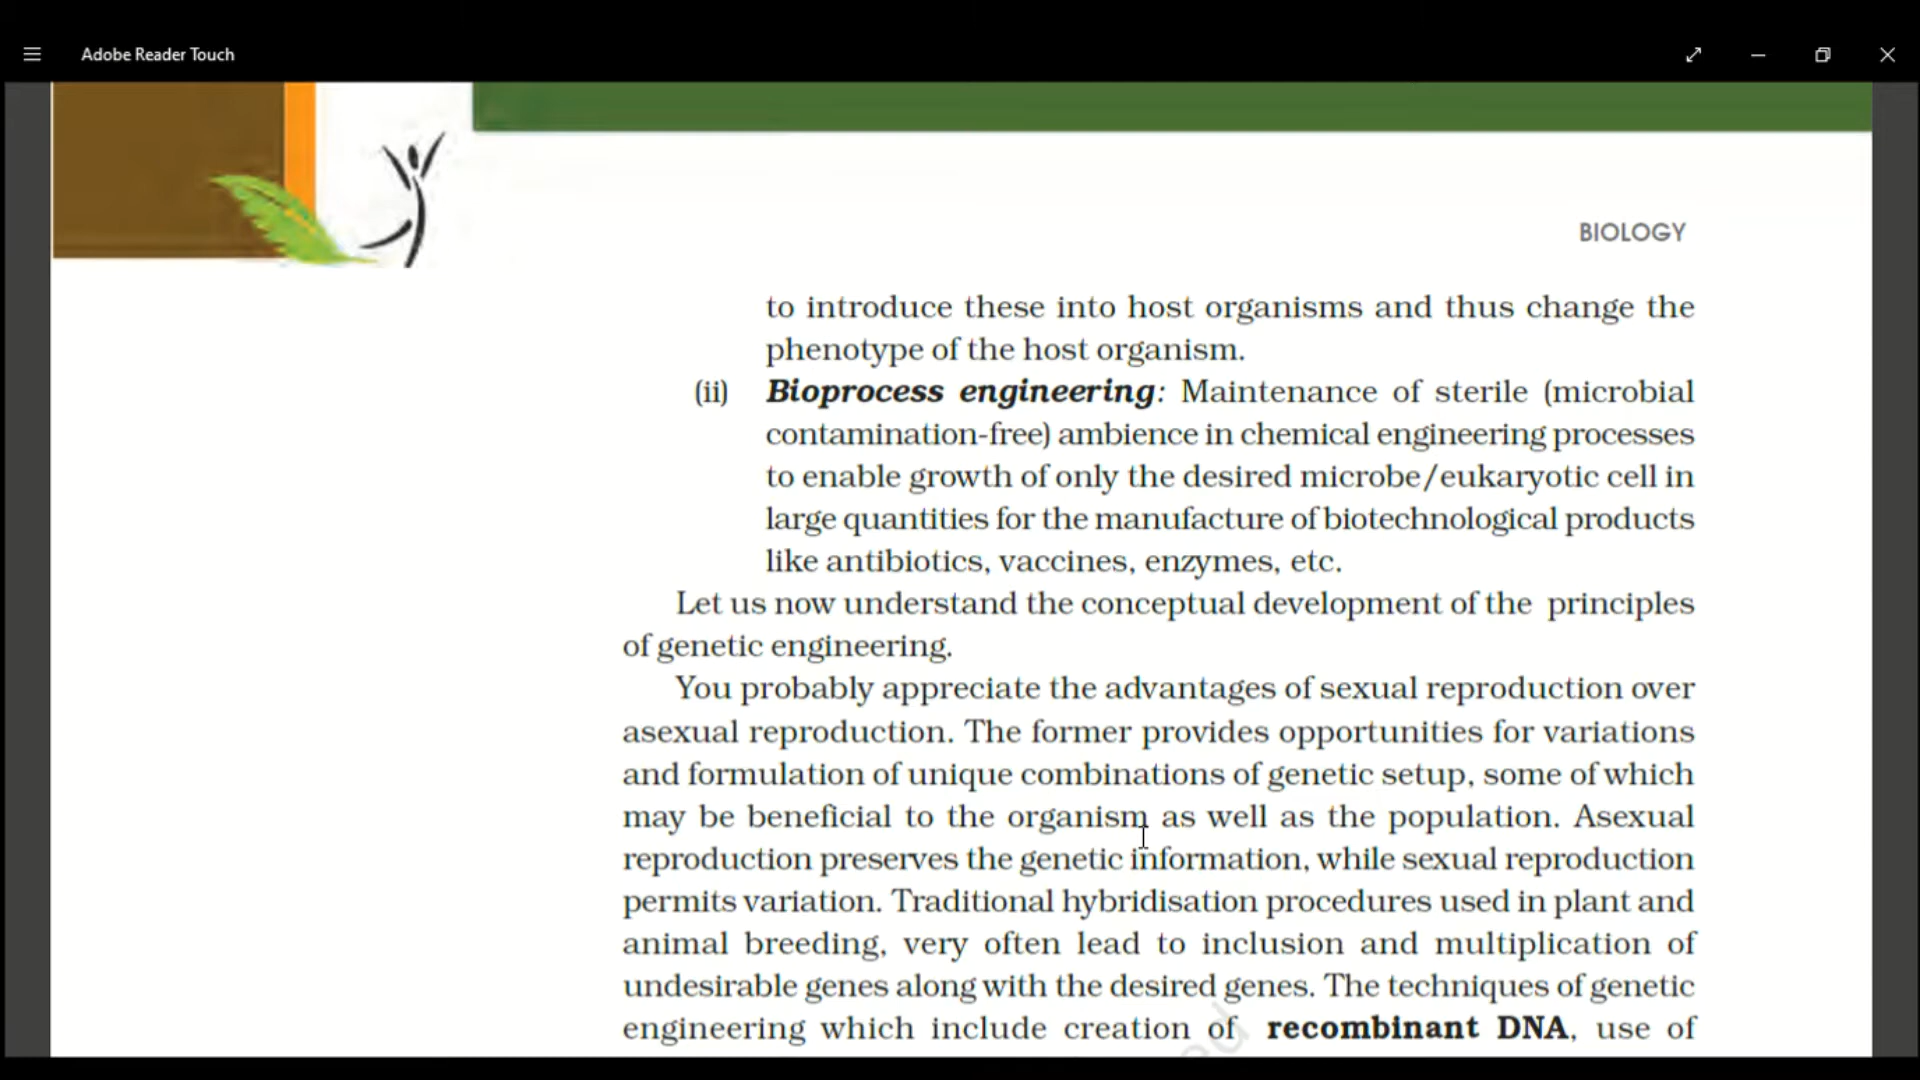 Adobe Reader Touch
BIOLOGY
to introduce these into host organisms and thus change the
phenotype of the host organism.
(ii) Bioprocess engineering: Maintenance of sterile (microbial
contamination-free) ambience in chemical engineering processes
to enable growth of only the desired microbe/eukaryotic cell in
large quantities for the manufacture of biotechnological products
like antibiotics, vaccines, enzymes, etc.
Let us now understand the conceptual development of the principles
of genetic engineering.
You probably appreciate the advantages of sexual reproduction over
asexual reproduction. The former provides opportunities for variations
and formulation of unique combinations of genetic setup, some of which
may be beneficial to the organism as well as the population. Asexual
reproduction preserves the genetic information, while sexual reproduction
permits variation. Traditional hybridisation procedures used in plant and
animal breeding, very often lead to inclusion and multiplication of
undesirable genes along with the desired genes. The techniques of genetic
engineering which include creation of recombinant DNA, use of